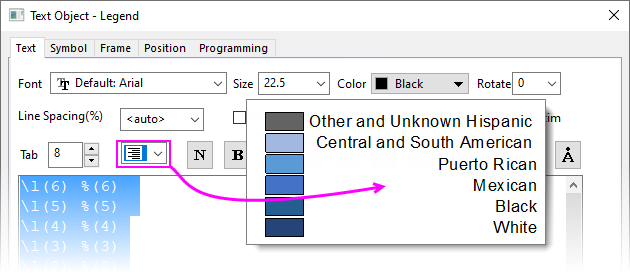 Text Object - Legend
Text Symbol Frame Position Programming
Font Default: Arial Size 22.5 Color Black Rotate 0
Line Spacing(%) <auto>
Tab 8 N B Å
\l(6) %(6)
\l(5) %(5)
\l(4) %(4)
\l(3) %(3)
Other and Unknown Hispanic
Central and South American
Puerto Rican
Mexican
Black
White